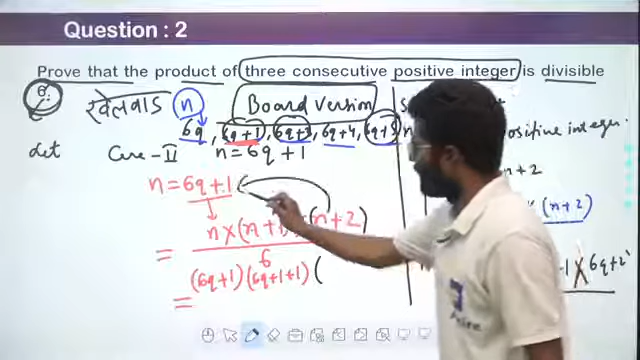 Question : 2
Prove that the product of three consecutive positive integer is divisible
6.
खेलवाड n Board version
6q, 6q+1, 6q+3, 6q+4, 6q+5
Let Case - II n = 6q + 1
positive integer.
n = 6q + 1
n+2
n × (n+1) × (n+2)
(n+2)
= 6
6q+2
= (6q+1) (6q+1+1) (